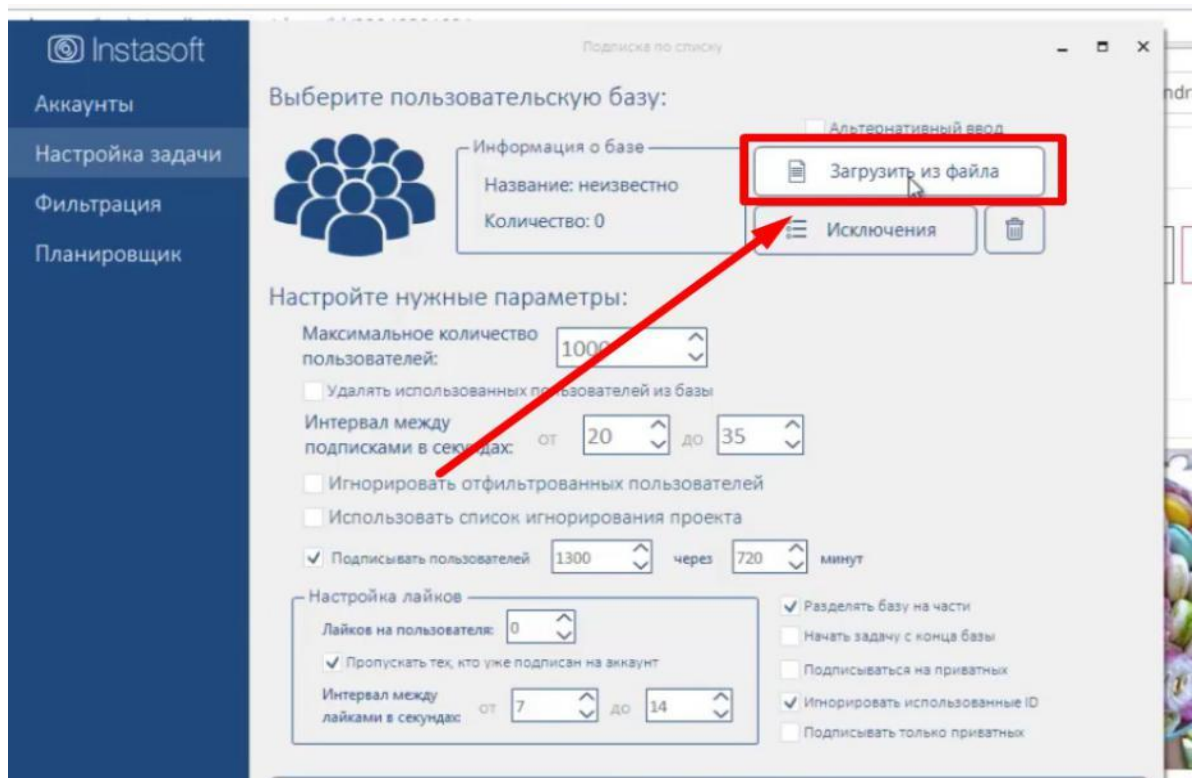 Instasoft
Подписка по списку
Аккаунты
Настройка задачи
Фильтрация
Планировщик
Выберите пользовательскую базу:
Альтернативный ввод
Информация о базе
Название: неизвестно
Количество: 0
Загрузить из файла
Исключения
Настройте нужные параметры:
Максимальное количество
пользователей:
1000
Удалять использованных пользователей из базы
Интервал между
подписками в секундах:
от 20 до 35
Игнорировать отфильтрованных пользователей
Использовать список игнорирования проекта
Подписывать пользователей 1300 через 720 минут
Настройка лайков
Лайков на пользователя: 0
Пропускать тех, кто уже подписан на аккаунт
Интервал между
лайками в секундах:
от 7 до 14
Разделять базу на части
Начать задачу с конца базы
Подписываться на приватных
Игнорировать использованные ID
Подписывать только приватных